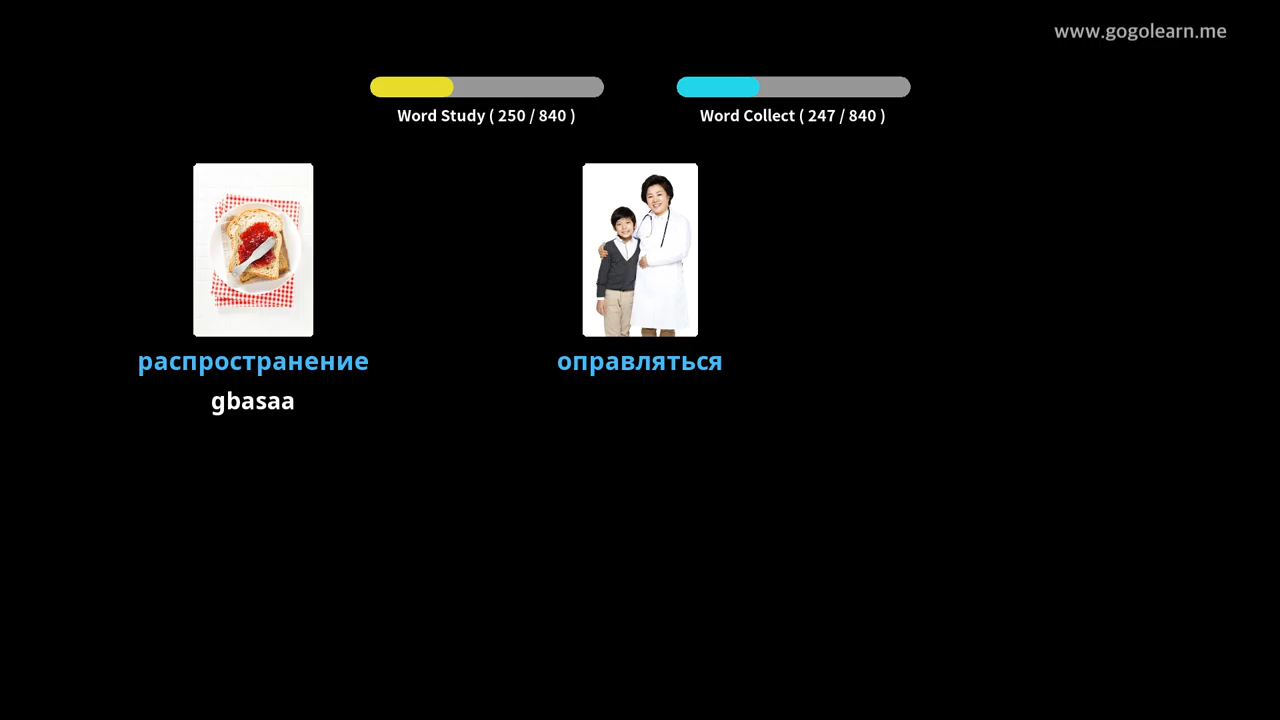 www.gogolearn.me
Word Study ( 250 / 840 )
Word Collect ( 247 / 840 )
распространение
оправляться
gbasaa